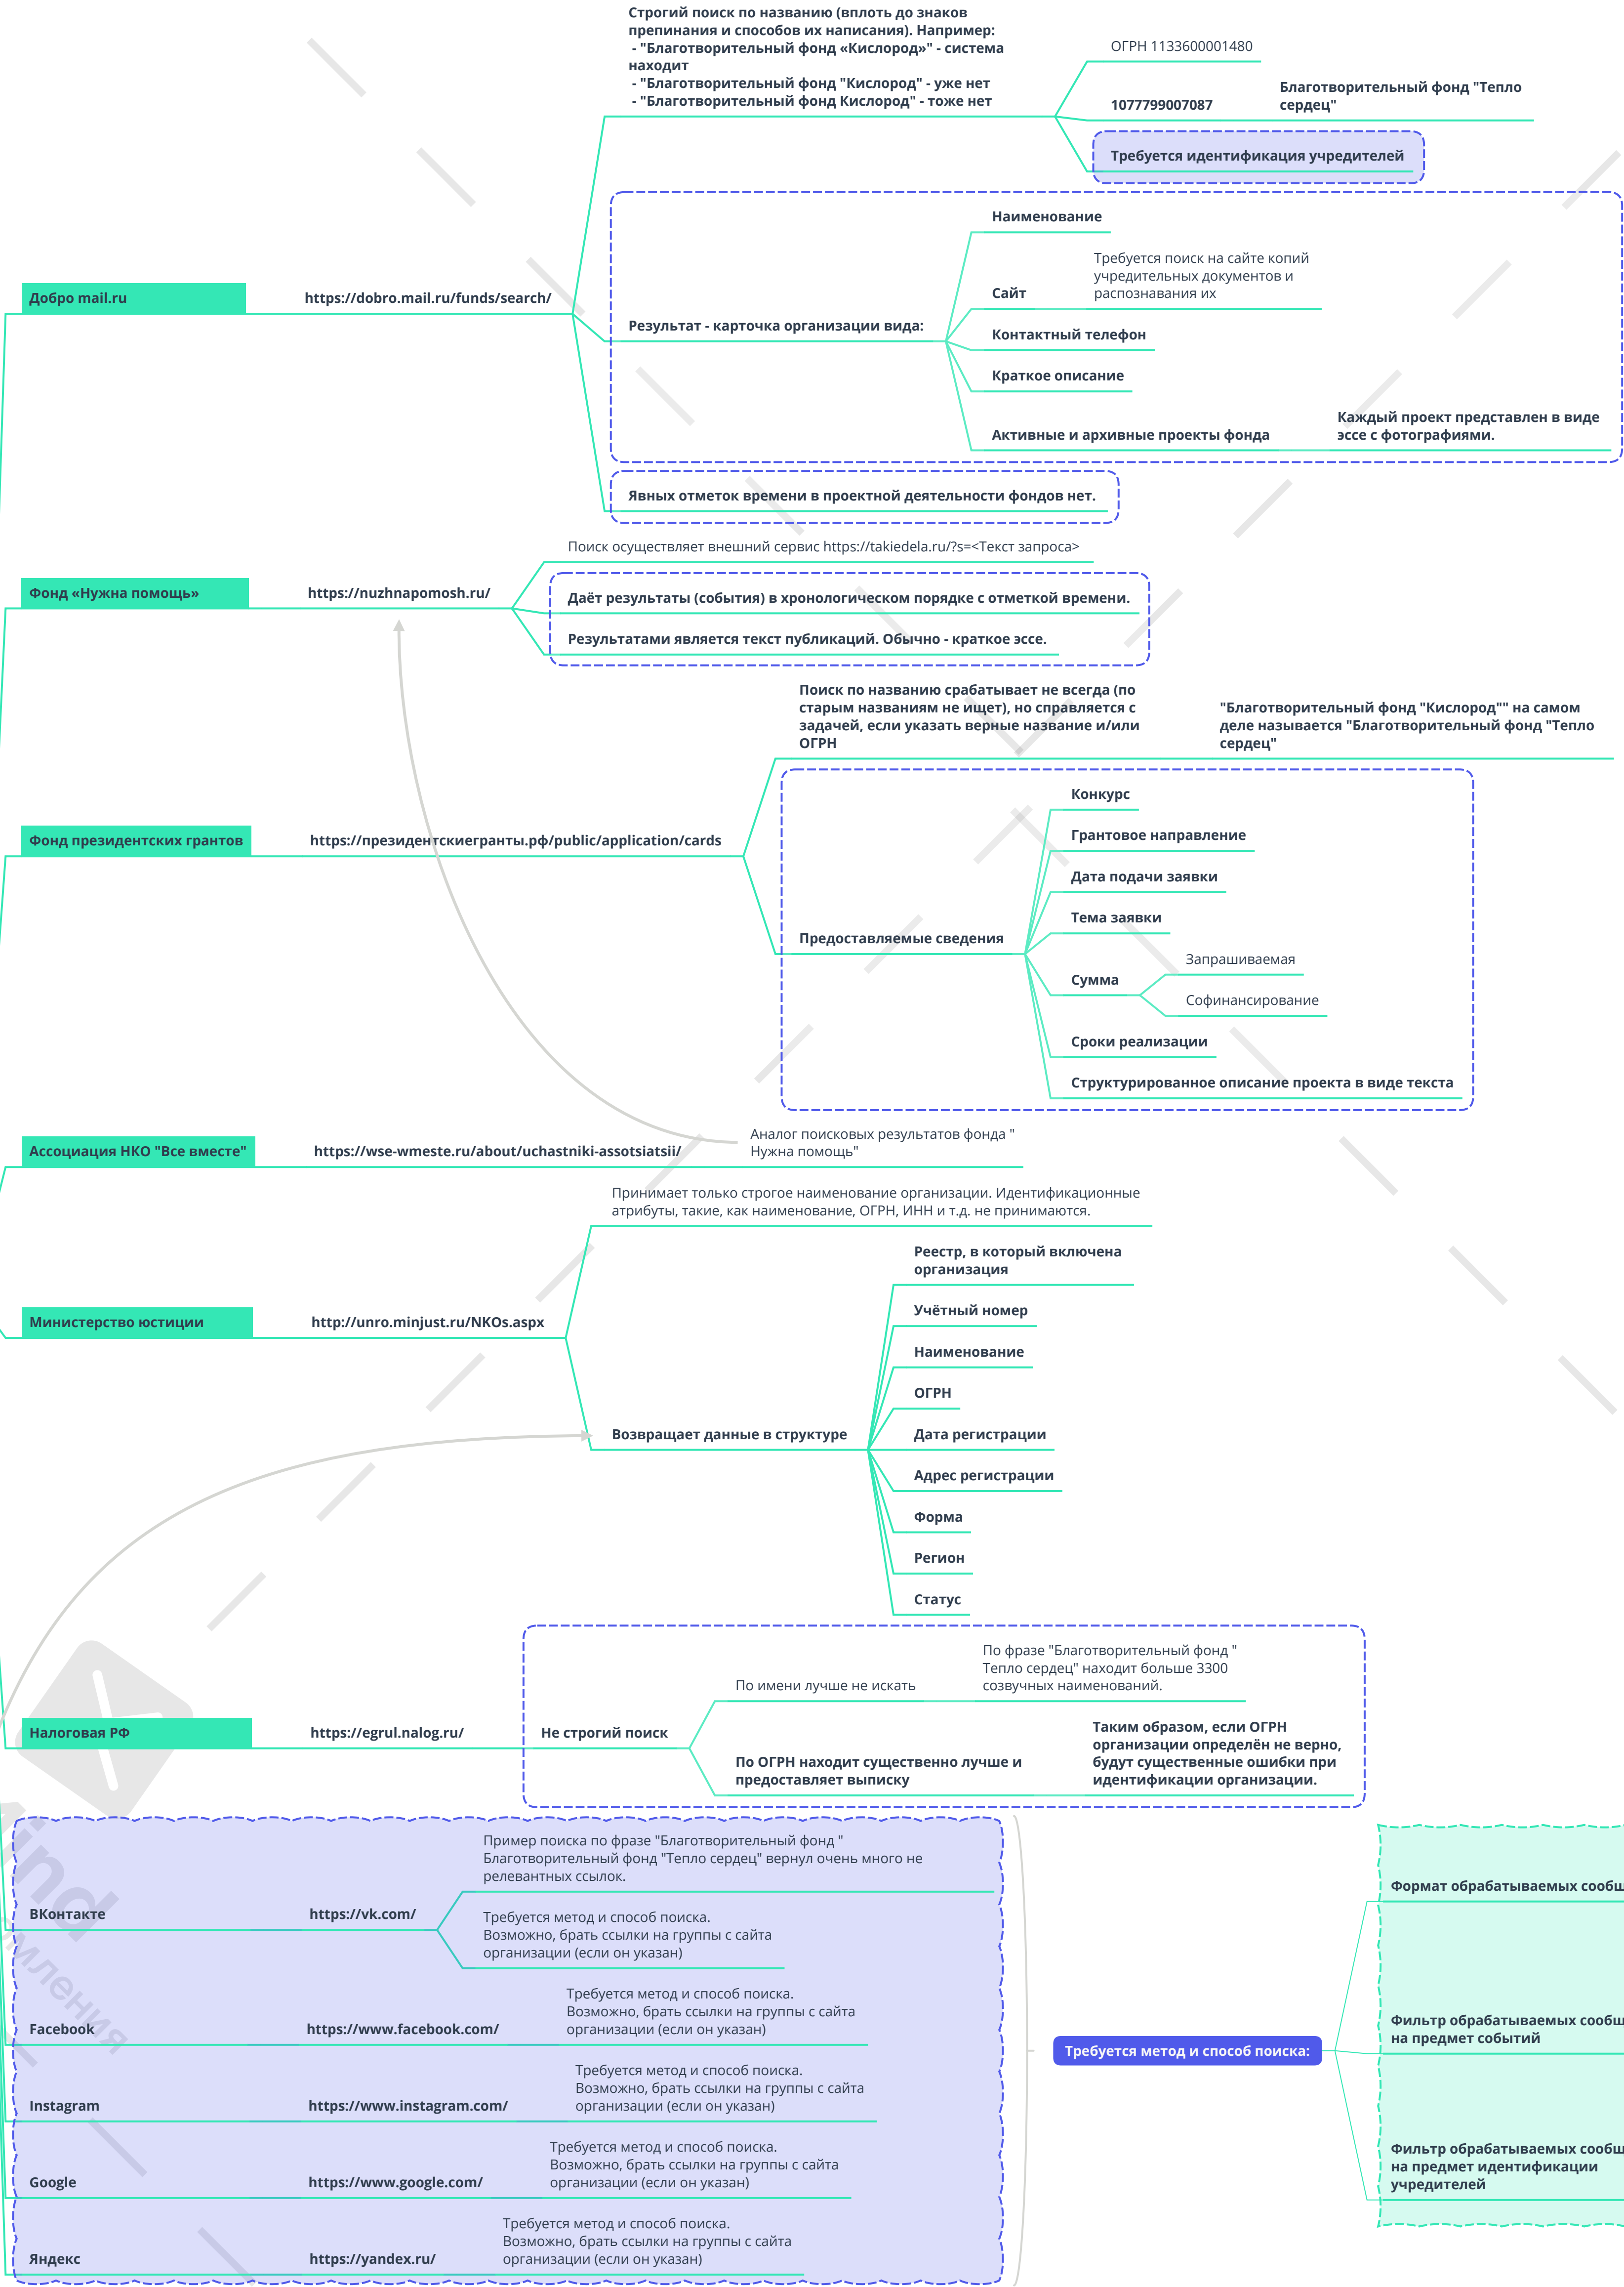 Строгий поиск по названию (вплоть до знаков
препинания и способов их написания). Например:
- "Благотворительный фонд «Кислород»" - система
находит
- "Благотворительный фонд "Кислород" - уже нет
- "Благотворительный фонд Кислород" - тоже нет
ОГРН 1133600001480
1077799007087
Благотворительный фонд "Тепло
сердец"
Требуется идентификация учредителей
Добро mail.ru
https://dobro.mail.ru/funds/search/
Результат - карточка организации вида:
Наименование
Сайт
Требуется поиск на сайте копий
учредительных документов и
распознавания их
Контактный телефон
Краткое описание
Активные и архивные проекты фонда
Каждый проект представлен в виде
эссе с фотографиями.
Явных отметок времени в проектной деятельности фондов нет.
Фонд «Нужна помощь»
https://nuzhnapomosh.ru/
Поиск осуществляет внешний сервис https://takiedela.ru/?s=<Текст запроса>
Даёт результаты (события) в хронологическом порядке с отметкой времени.
Результатами является текст публикаций. Обычно - краткое эссе.
Фонд президентских грантов
https://президентскиегранты.рф/public/application/cards
Поиск по названию срабатывает не всегда (по
старым названиям не ищет), но справляется с
задачей, если указать верные название и/или
ОГРН
"Благотворительный фонд "Кислород"" на самом
деле называется "Благотворительный фонд "Тепло
сердец"
Предоставляемые сведения
Конкурс
Грантовое направление
Дата подачи заявки
Тема заявки
Сумма
Запрашиваемая
Софинансирование
Сроки реализации
Структурированное описание проекта в виде текста
Ассоциация НКО "Все вместе"
https://wse-wmeste.ru/about/uchastniki-assotsiatsii/
Аналог поисковых результатов фонда "
Нужна помощь"
Министерство юстиции
http://unro.minjust.ru/NKOs.aspx
Принимает только строгое наименование организации. Идентификационные
атрибуты, такие, как наименование, ОГРН, ИНН и т.д. не принимаются.
Возвращает данные в структуре
Реестр, в который включена
организация
Учётный номер
Наименование
ОГРН
Дата регистрации
Адрес регистрации
Форма
Регион
Статус
Налоговая РФ
https://egrul.nalog.ru/
Не строгий поиск
По имени лучше не искать
По фразе "Благотворительный фонд "
Тепло сердец" находит больше 3300
созвучных наименований.
По ОГРН находит существенно лучше и
предоставляет выписку
Таким образом, если ОГРН
организации определён не верно,
будут существенные ошибки при
идентификации организации.
ВКонтакте
https://vk.com/
Пример поиска по фразе "Благотворительный фонд "
Благотворительный фонд "Тепло сердец" вернул очень много не
релевантных ссылок.
Требуется метод и способ поиска.
Возможно, брать ссылки на группы с сайта
организации (если он указан)
Facebook
https://www.facebook.com/
Требуется метод и способ поиска.
Возможно, брать ссылки на группы с сайта
организации (если он указан)
Instagram
https://www.instagram.com/
Требуется метод и способ поиска.
Возможно, брать ссылки на группы с сайта
организации (если он указан)
Google
https://www.google.com/
Требуется метод и способ поиска.
Возможно, брать ссылки на группы с сайта
организации (если он указан)
Яндекс
https://yandex.ru/
Требуется метод и способ поиска.
Возможно, брать ссылки на группы с сайта
организации (если он указан)
Требуется метод и способ поиска:
Формат обрабатываемых
Фильтр обрабатываемых
на предмет событий
Фильтр обрабатываемых
на предмет идентификации
учредителей